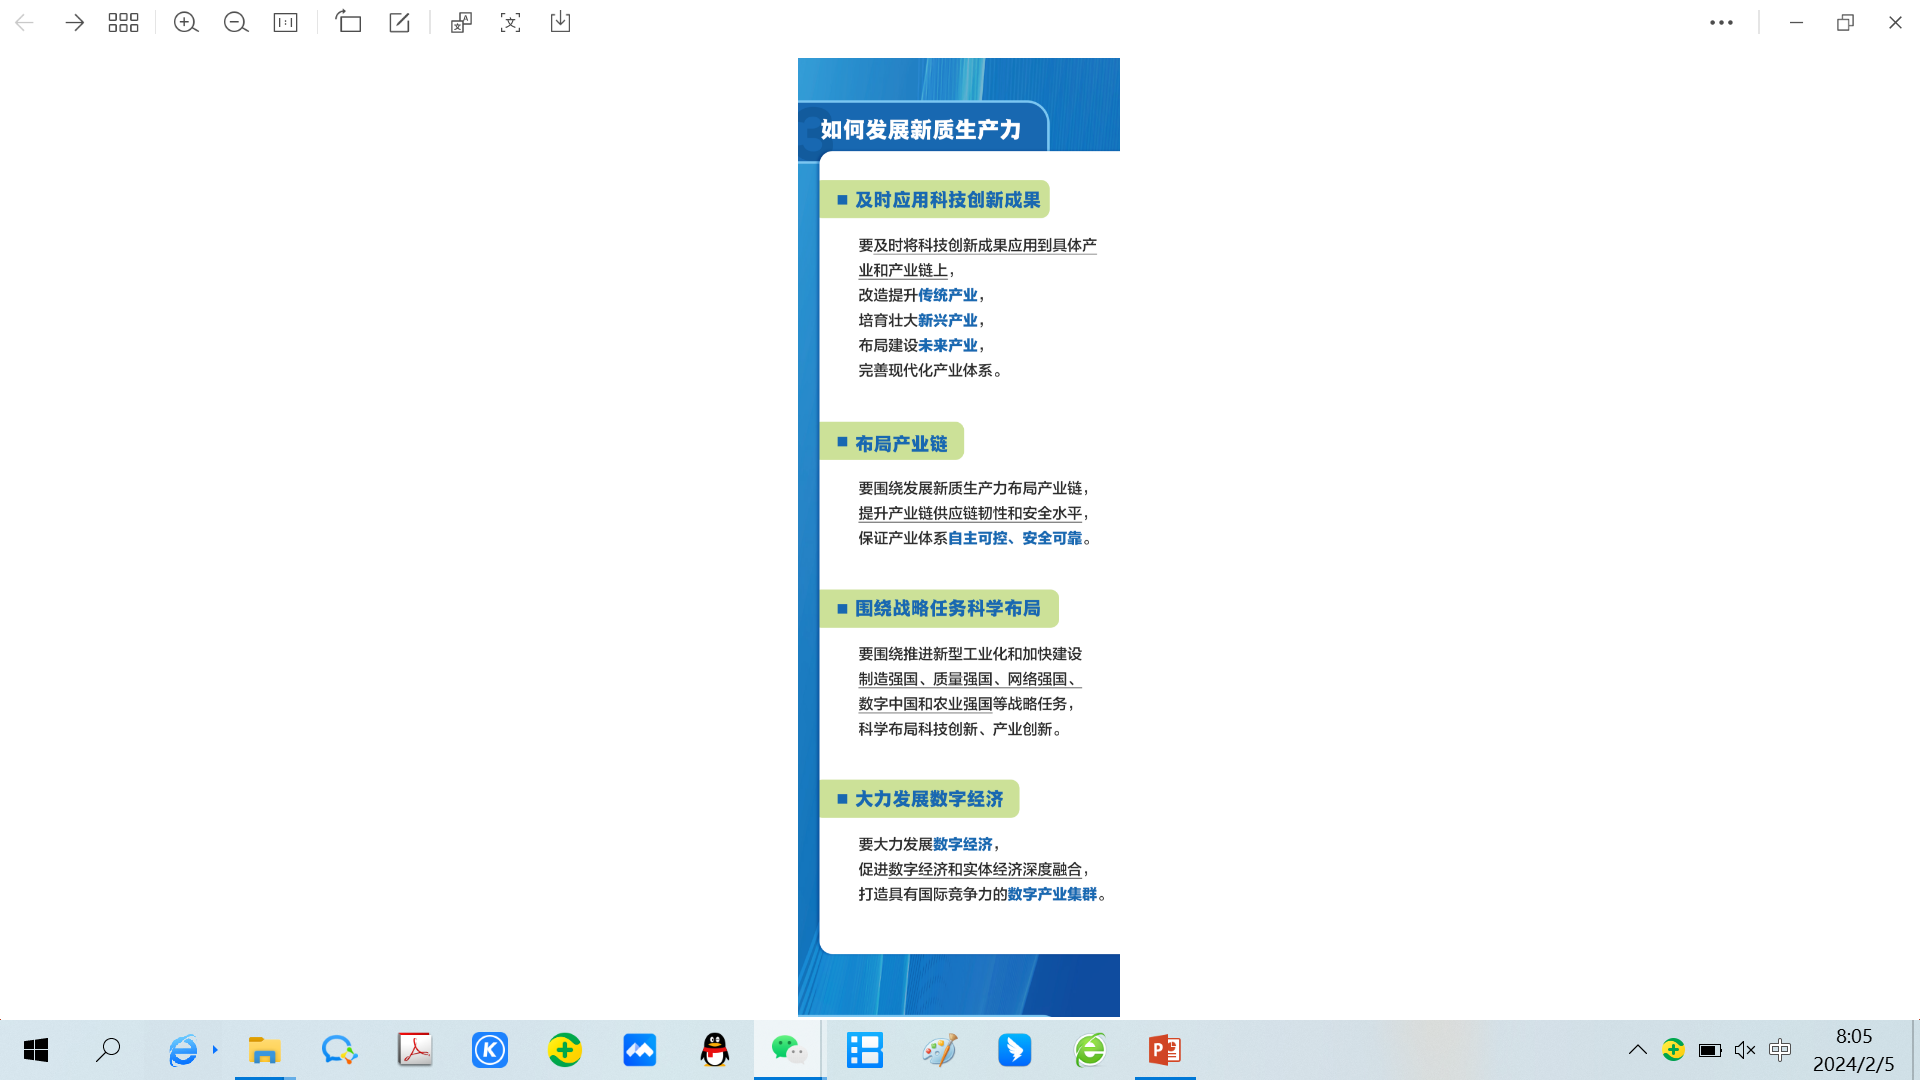 3
如何发展新质生产力
■ 及时应用科技创新成果
要及时将科技创新成果应用到具体产
业和产业链上，
改造提升传统产业，
培育壮大新兴产业，
布局建设未来产业，
完善现代化产业体系。
■ 布局产业链
要围绕发展新质生产力布局产业链，
提升产业链供应链韧性和安全水平，
保证产业体系自主可控、安全可靠。
■ 围绕战略任务科学布局
要围绕推进新型工业化和加快建设
制造强国、质量强国、网络强国、
数字中国和农业强国等战略任务，
科学布局科技创新、产业创新。
■ 大力发展数字经济
要大力发展数字经济，
促进数字经济和实体经济深度融合，
打造具有国际竞争力的数字产业集群。
中
8:05
2024/2/5